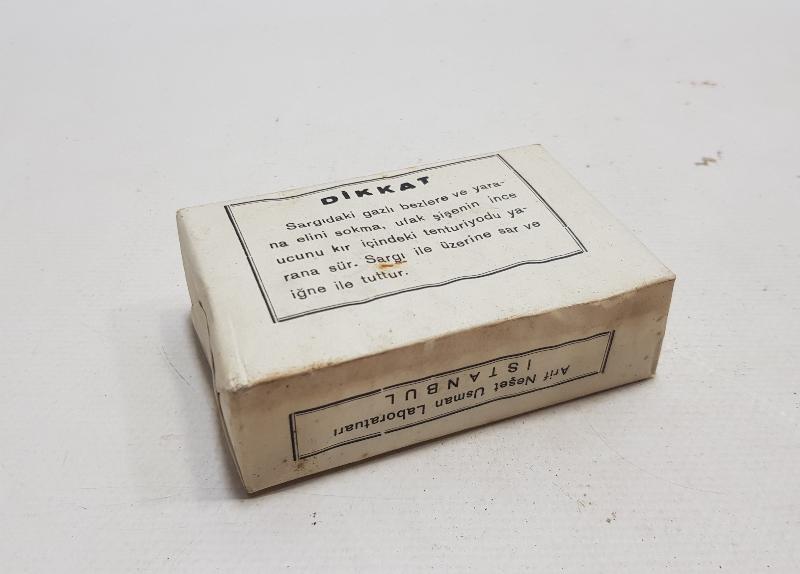 DİKKAT
Sargıdaki gazlı bezlere ve yara-
na elini sokma, ufak şişenin ince
ucunu kır içindeki tenturiyodu ya-
rana sür. Sargı ile üzerine sar ve
iğne ile tuttur.
Arif Neşet Usman Laboratuarı
İSTANBUL